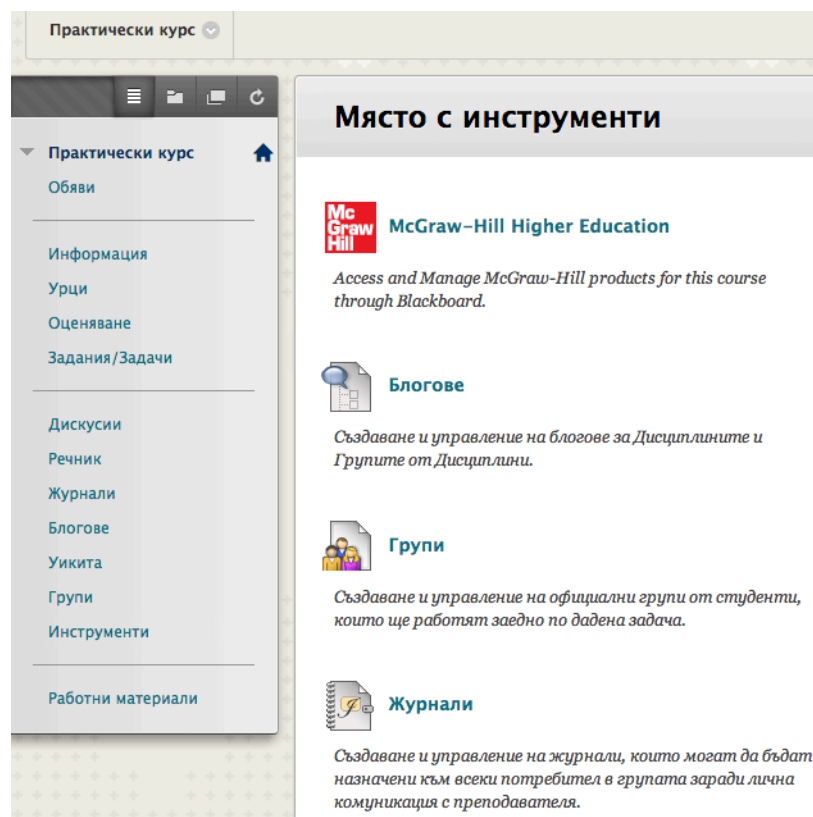 Практически курс
Практически курс
Обяви
Информация
Урци
Оценяване
Задания/Задачи
Дискусии
Речник
Журнали
Блогове
Уикита
Групи
Инструменти
Работни материали
Място с инструменти
Mc
Graw
Hill
McGraw-Hill Higher Education
Access and Manage McGraw-Hill products for this course
through Blackboard.
Блогове
Създаване и управление на блогове за Дисциплините и
Групите от Дисциплини.
Групи
Създаване и управление на официални групи от студенти,
които ще работят заедно по дадена задача.
Журнали
Създаване и управление на журнали, които могат да бъдат
назначени към всеки потребител в групата заради лична
комуникация с преподавателя.